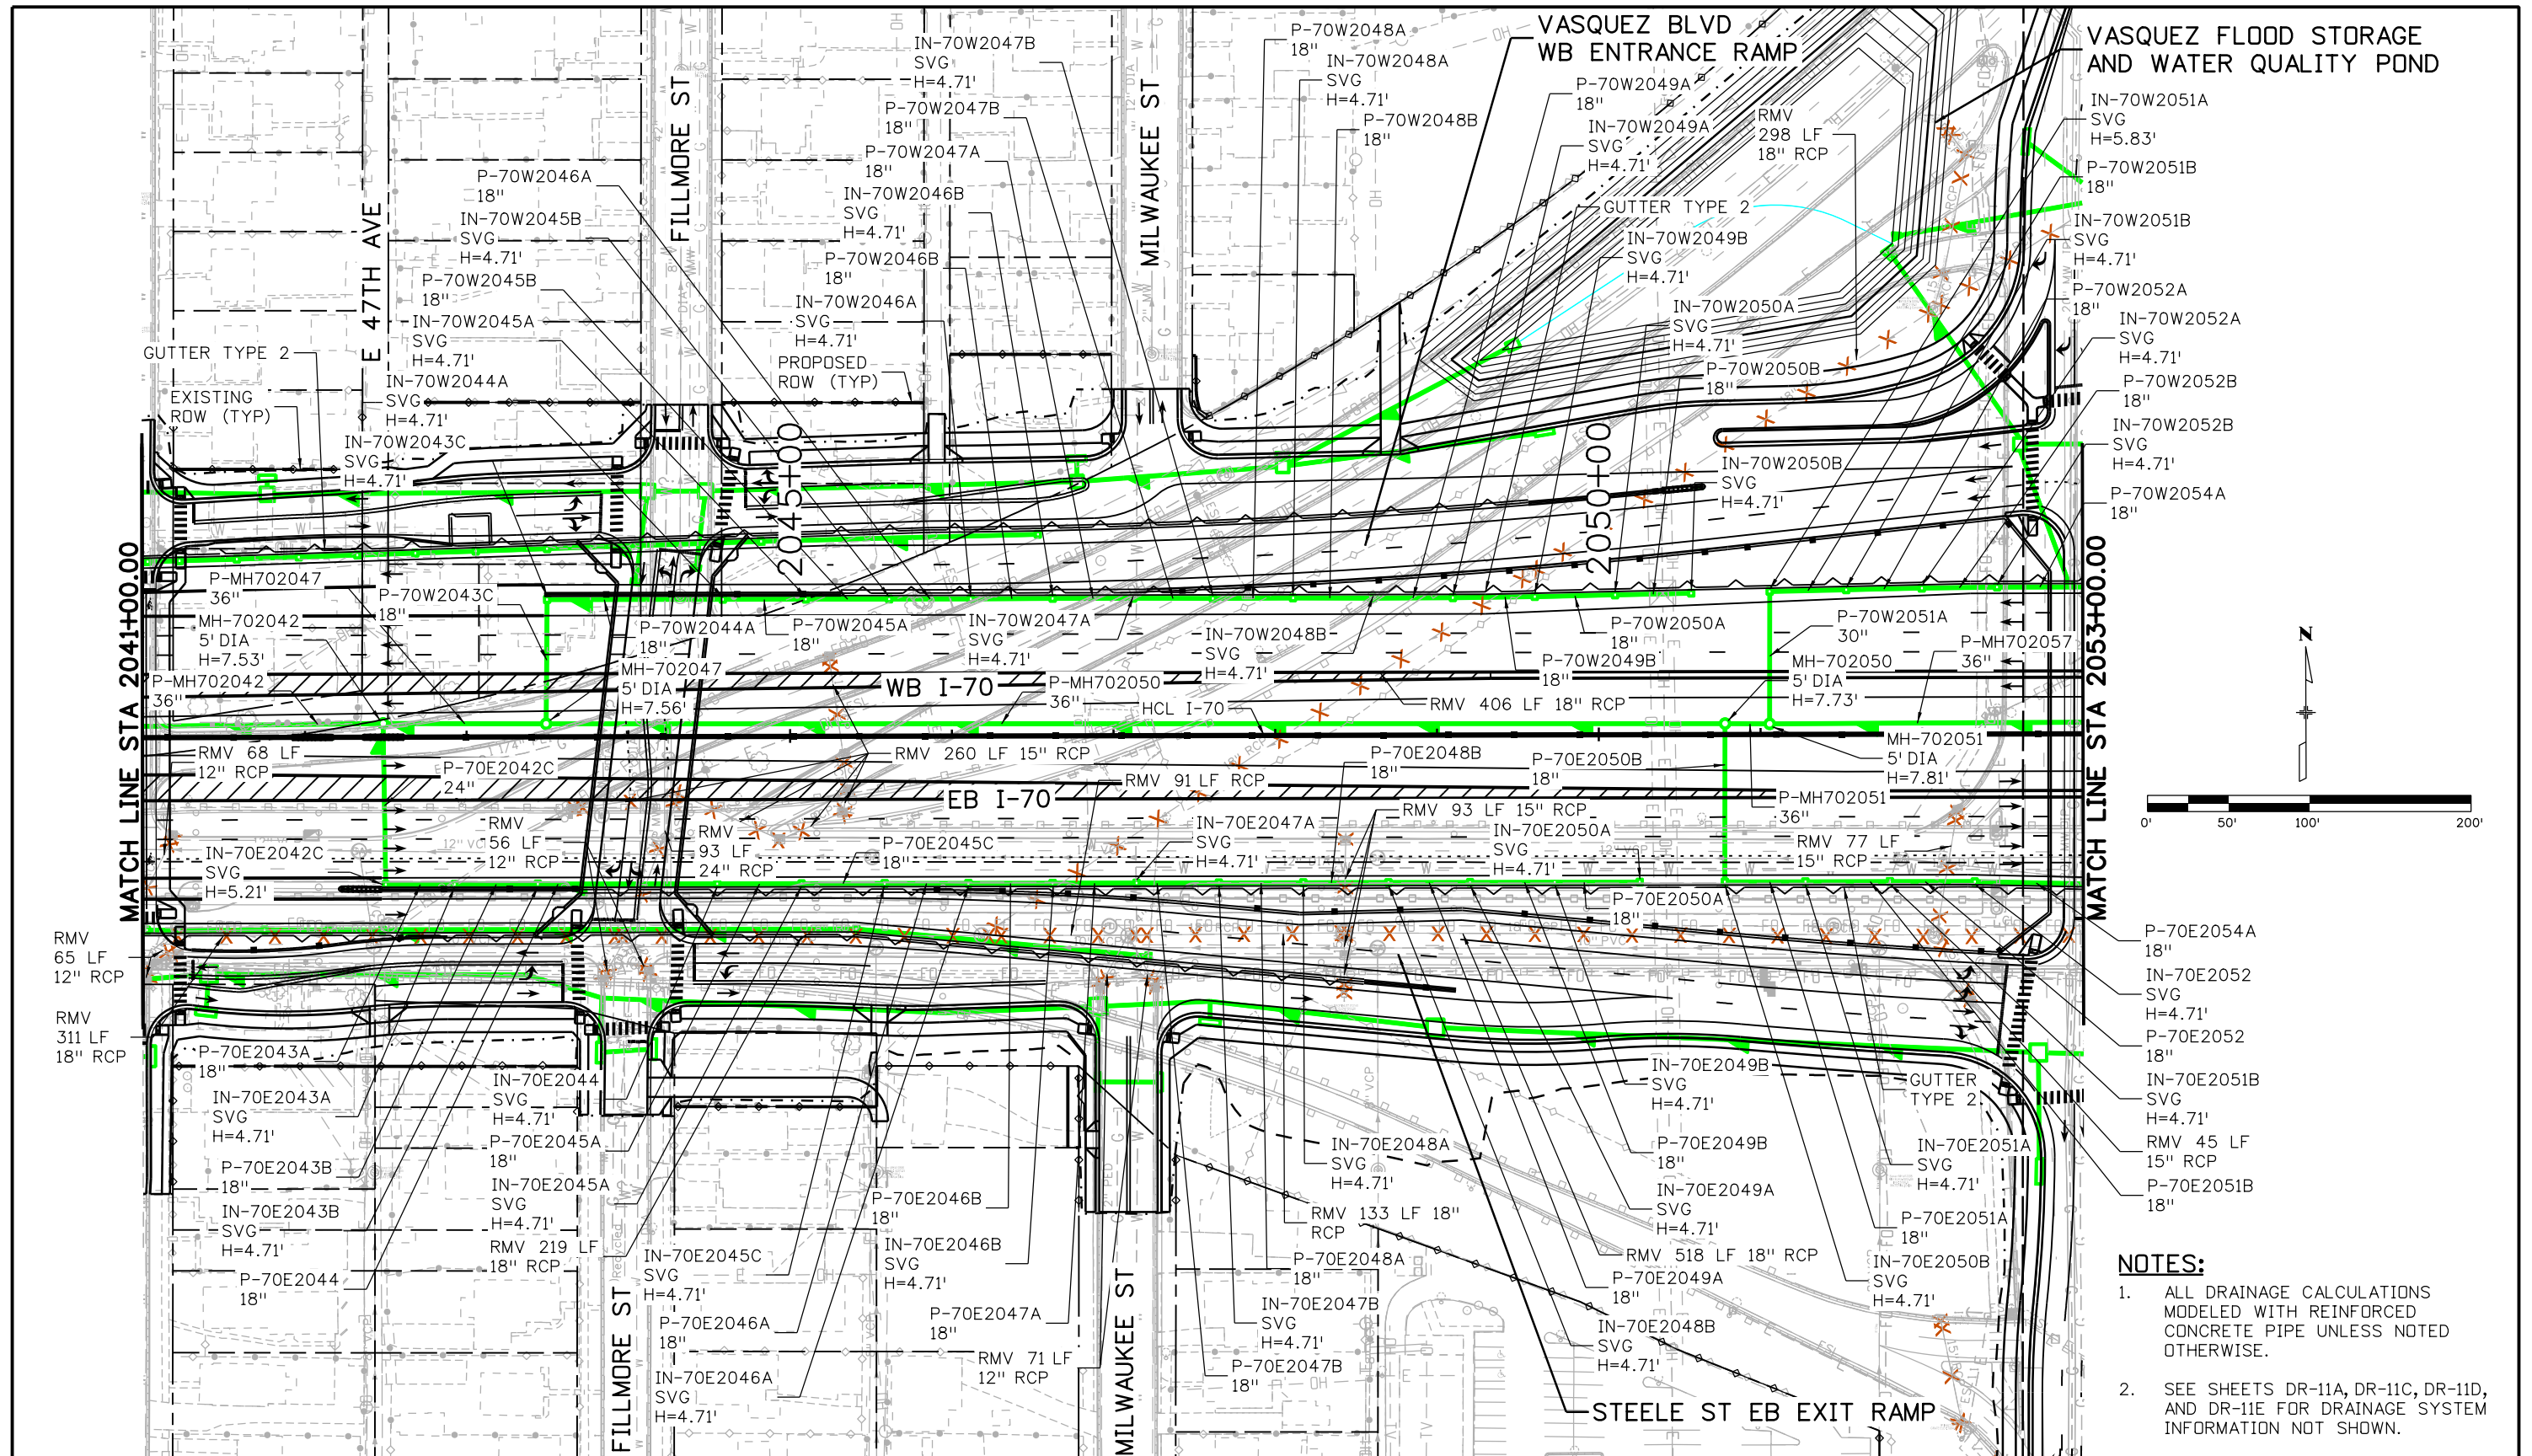 VASQUEZ BLVD
WB ENTRANCE RAMP
VASQUEZ FLOOD STORAGE
AND WATER QUALITY POND
IN-70W2047B
SVG
H=4.71'
P-70W2047B
18"
P-70W2047A
18"
IN-70W2046B
SVG
H=4.71'
P-70W2046B
18"
IN-70W2046A
SVG
H=4.71'
PROPOSED
ROW (TYP)
P-70W2046A
18"
IN-70W2045B
SVG
H=4.71'
P-70W2045B
18"
IN-70W2045A
SVG
H=4.71'
IN-70W2044A
SVG
H=4.71'
IN-70W2043C
SVG
H=4.71'
GUTTER TYPE 2
EXISTING
ROW (TYP)
E 47TH AVE
FILLMORE ST
MILWAUKEE ST
P-70W2048A
18"
IN-70W2048A
SVG
H=4.71'
P-70W2048B
18"
P-70W2049A
18"
IN-70W2049A
SVG
H=4.71'
RMV
298 LF
18" RCP
GUTTER TYPE 2
IN-70W2049B
SVG
H=4.71'
IN-70W2050A
SVG
H=4.71'
P-70W2050B
18"
IN-70W2050B
SVG
H=4.71'
IN-70W2051A
SVG
H=5.83'
P-70W2051B
18"
IN-70W2051B
SVG
H=4.71'
P-70W2052A
18"
IN-70W2052A
SVG
H=4.71'
P-70W2052B
18"
IN-70W2052B
SVG
H=4.71'
P-70W2054A
18"
2045+00
2050+00
MATCH LINE STA 2041+00.00
MATCH LINE STA 2053+00.00
P-MH702047
36"
MH-702042
5' DIA
H=7.53'
P-MH702042
36"
P-70W2043C
18"
P-70W2044A
18"
MH-702047
5' DIA
H=7.56'
P-70W2045A
18"
IN-70W2047A
SVG
H=4.71'
IN-70W2048B
SVG
H=4.71'
P-70W2050A
18"
P-70W2049B
18"
P-70W2051A
30"
MH-702050
5' DIA
H=7.73'
P-MH702057
36"
WB I-70
P-MH702050
36"
HCL I-70
RMV 406 LF 18" RCP
RMV 68 LF
12" RCP
P-70E2042C
24"
RMV 260 LF 15" RCP
P-70E2048B
18"
P-70E2050B
18"
MH-702051
5' DIA
H=7.81'
RMV 91 LF RCP
EB I-70
RMV 93 LF 15" RCP
P-MH702051
36"
RMV
56 LF
12" RCP
RMV
93 LF
24" RCP
P-70E2045C
18"
IN-70E2047A
SVG
H=4.71'
IN-70E2050A
SVG
H=4.71'
RMV 77 LF
15" RCP
IN-70E2042C
SVG
H=5.21'
P-70E2050A
18"
N
0'
50'
100'
200'
RMV
65 LF
12" RCP
RMV
311 LF
18" RCP
P-70E2043A
18"
IN-70E2043A
SVG
H=4.71'
P-70E2043B
18"
IN-70E2043B
SVG
H=4.71'
P-70E2044
18"
IN-70E2044
SVG
H=4.71'
P-70E2045A
18"
IN-70E2045A
SVG
H=4.71'
RMV 219 LF
18" RCP
IN-70E2045C
SVG
H=4.71'
P-70E2046A
18"
IN-70E2046A
SVG
H=4.71'
FILLMORE ST
P-70E2046B
18"
IN-70E2046B
SVG
H=4.71'
P-70E2047A
18"
RMV 71 LF
12" RCP
MILWAUKEE ST
IN-70E2048A
SVG
H=4.71'
RMV 133 LF 18"
RCP
P-70E2048A
18"
IN-70E2047B
SVG
H=4.71'
P-70E2047B
18"
IN-70E2049B
SVG
H=4.71'
P-70E2049B
18"
IN-70E2049A
SVG
H=4.71'
RMV 518 LF 18" RCP
P-70E2049A
18"
IN-70E2048B
SVG
H=4.71'
STEELE ST EB EXIT RAMP
GUTTER
TYPE 2
IN-70E2051A
SVG
H=4.71'
P-70E2051A
18"
IN-70E2050B
SVG
H=4.71'
P-70E2054A
18"
IN-70E2052
SVG
H=4.71'
P-70E2052
18"
IN-70E2051B
SVG
H=4.71'
RMV 45 LF
15" RCP
P-70E2051B
18"
NOTES:
1. ALL DRAINAGE CALCULATIONS
MODELED WITH REINFORCED
CONCRETE PIPE UNLESS NOTED
OTHERWISE.
2. SEE SHEETS DR-11A, DR-11C, DR-11D,
AND DR-11E FOR DRAINAGE SYSTEM
INFORMATION NOT SHOWN.